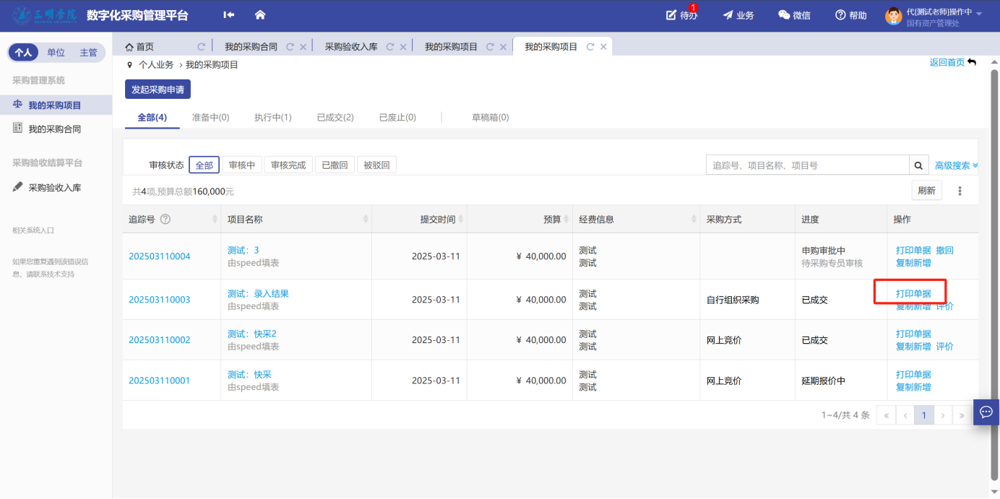 三明学院 数字化采购管理平台 待办 1 业务 微信 帮助 代[测试老师]操作中
国有资产管理处
个人 单位 主管
首页 我的采购合同 采购验收入库 我的采购项目 我的采购项目
个人业务 › 我的采购项目 返回首页
采购管理系统
我的采购项目
我的采购合同
采购验收结算平台
采购验收入库
相关系统入口
如果您重复遇到该错误信
息，请联系技术支持
发起采购申请
全部(4) 准备中(0) 执行中(1) 已成交(2) 已废止(0) 草稿箱(0)
审核状态 全部 审核中 审核完成 已撤回 被驳回 追踪号、项目名称、项目号 高级搜索
共4项,预算总额160,000元 刷新
追踪号 项目名称 提交时间 预算 经费信息 采购方式 进度 操作
202503110004 测试：3 2025-03-11 ¥ 40,000.00 测试 申购审批中 打印单据 撤回
由speed填表 测试 待采购专员审核 复制新增
202503110003 测试：录入结果 2025-03-11 ¥ 40,000.00 测试 自行组织采购 已成交 打印单据
由speed填表 测试 复制新增 评价
202503110002 测试：快采2 2025-03-11 ¥ 40,000.00 测试 网上竞价 已成交 打印单据
由speed填表 测试 复制新增 评价
202503110001 测试：快采 2025-03-11 ¥ 40,000.00 测试 网上竞价 延期报价中 打印单据
由speed填表 测试 复制新增
1~4/共 4 条 « ‹ 1 › »